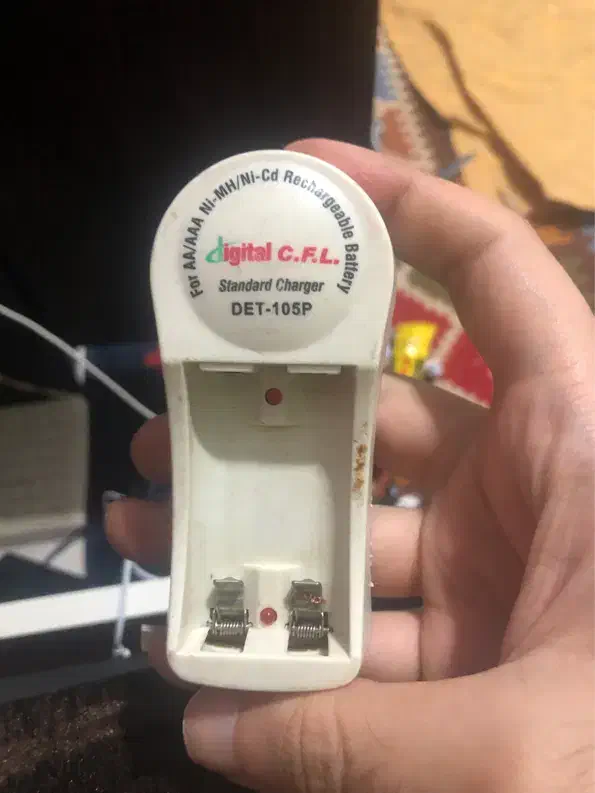 For AA/AAA Ni-MH/Ni-Cd Rechargeable Battery
digital C.F.L.
Standard Charger
DET-105P